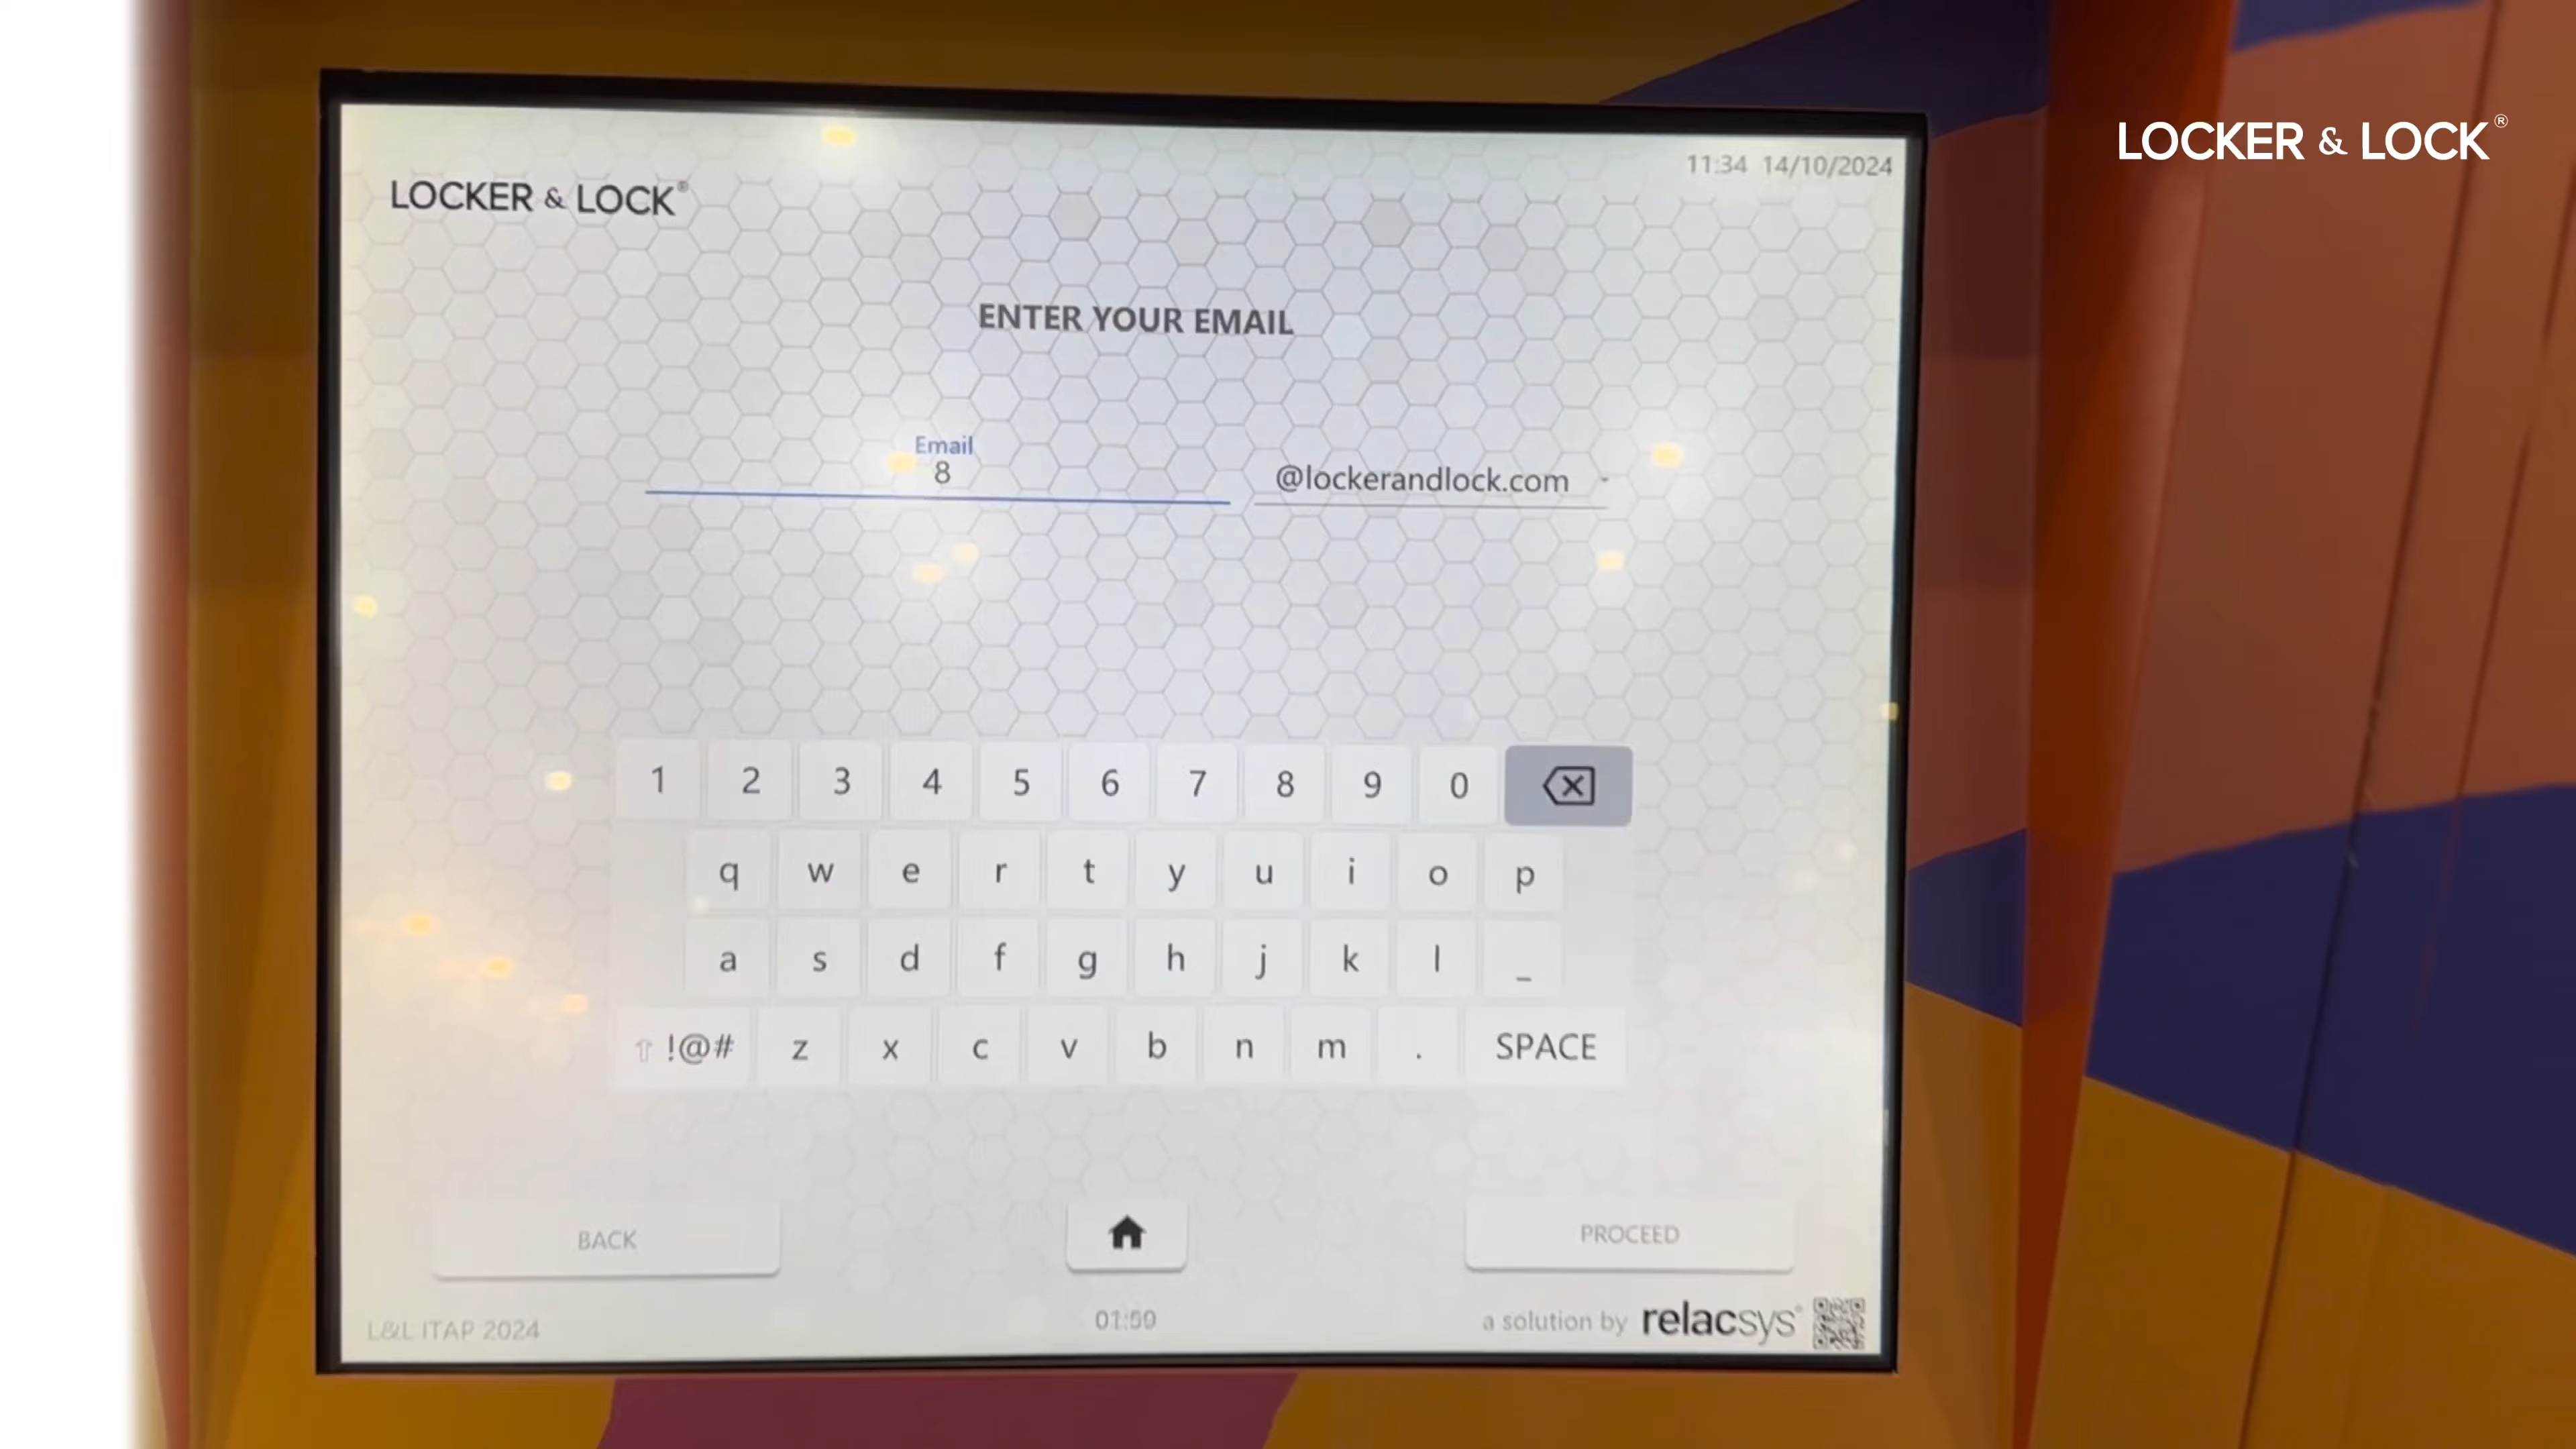 LOCKER & LOCK®
11:34 14/10/2024
LOCKER & LOCK®
ENTER YOUR EMAIL
Email
8
@lockerandlock.com
1 2 3 4 5 6 7 8 9 0
q w e r t y u i o p
a s d f g h j k l _
⇧ !@# z x c v b n m . SPACE
BACK
PROCEED
L&L ITAP 2024
01:59
a solution by relacsys®